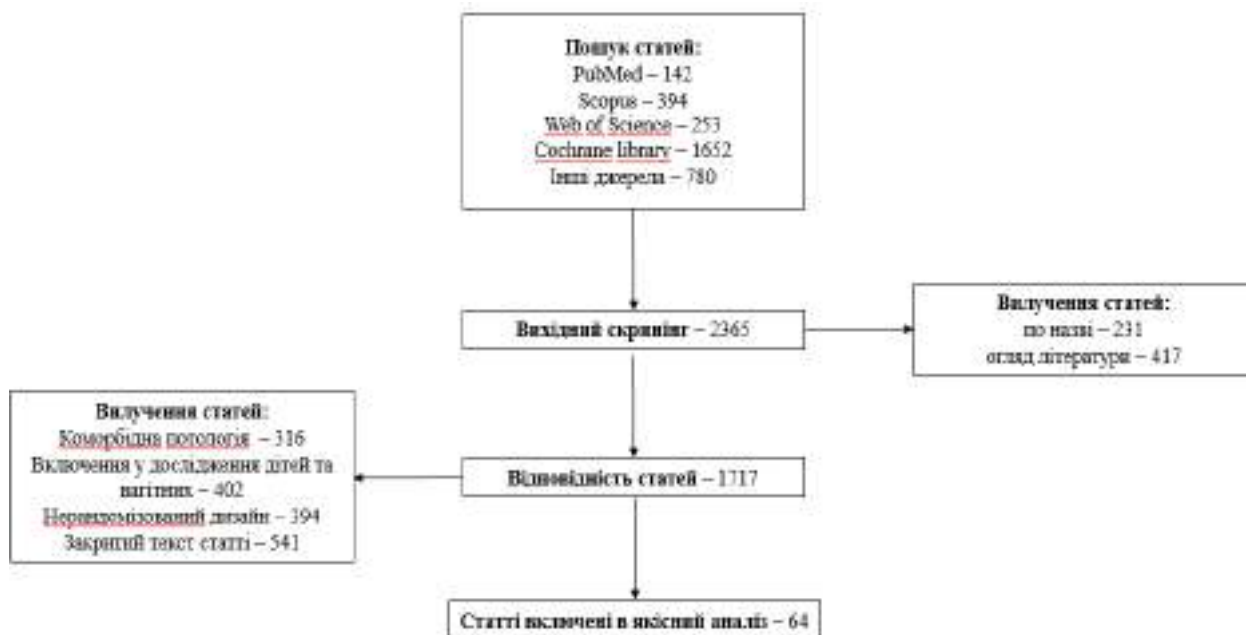 Пошук статей:
PubMed – 142
Scopus – 394
Web of Science – 253
Cochrane library – 1652
Інші джерела – 780
Вихідний скринінг – 2365
Вилучення статей:
по назві – 231
огляд літератури – 417
Вилучення статей:
Коморбідна потологія – 316
Включення у дослідження дітей та
вагітних – 402
Нерандомізований дизайн – 394
Закритий текст статті – 541
Відповідність статей – 1717
Статті включені в якісний аналіз – 64